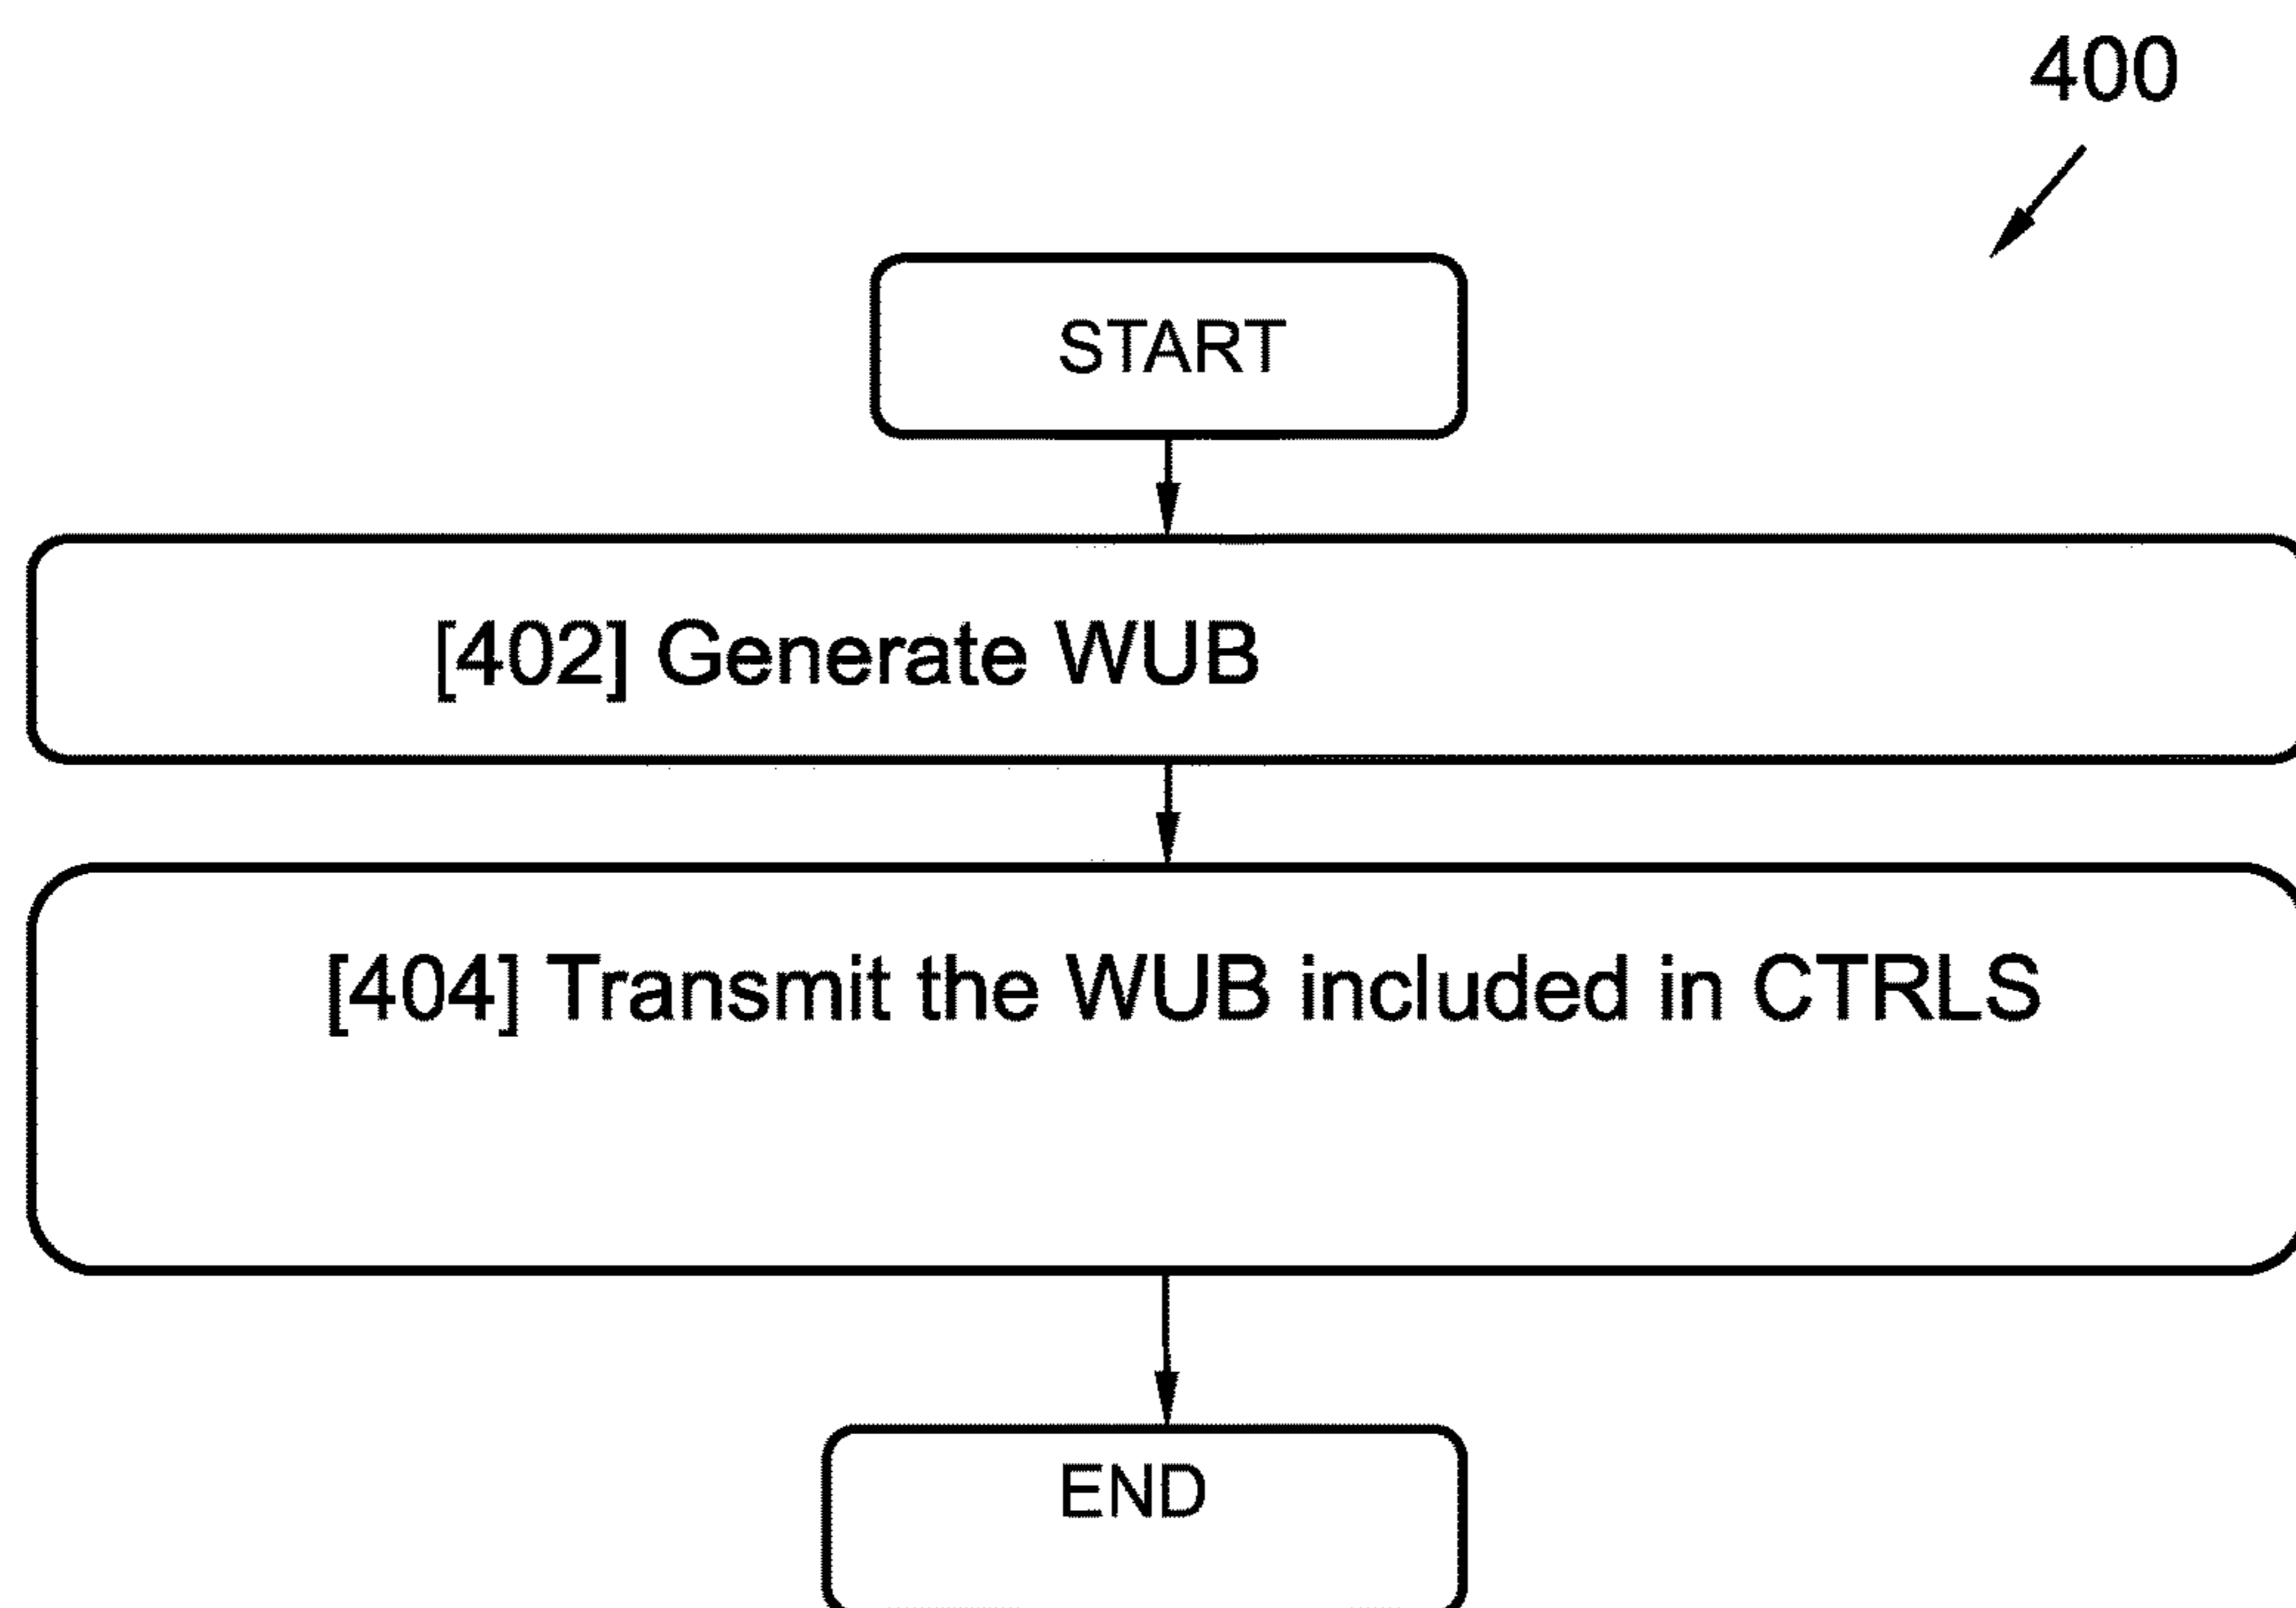 400
START
[402] Generate WUB
[404] Transmit the WUB included in CTRLS
END